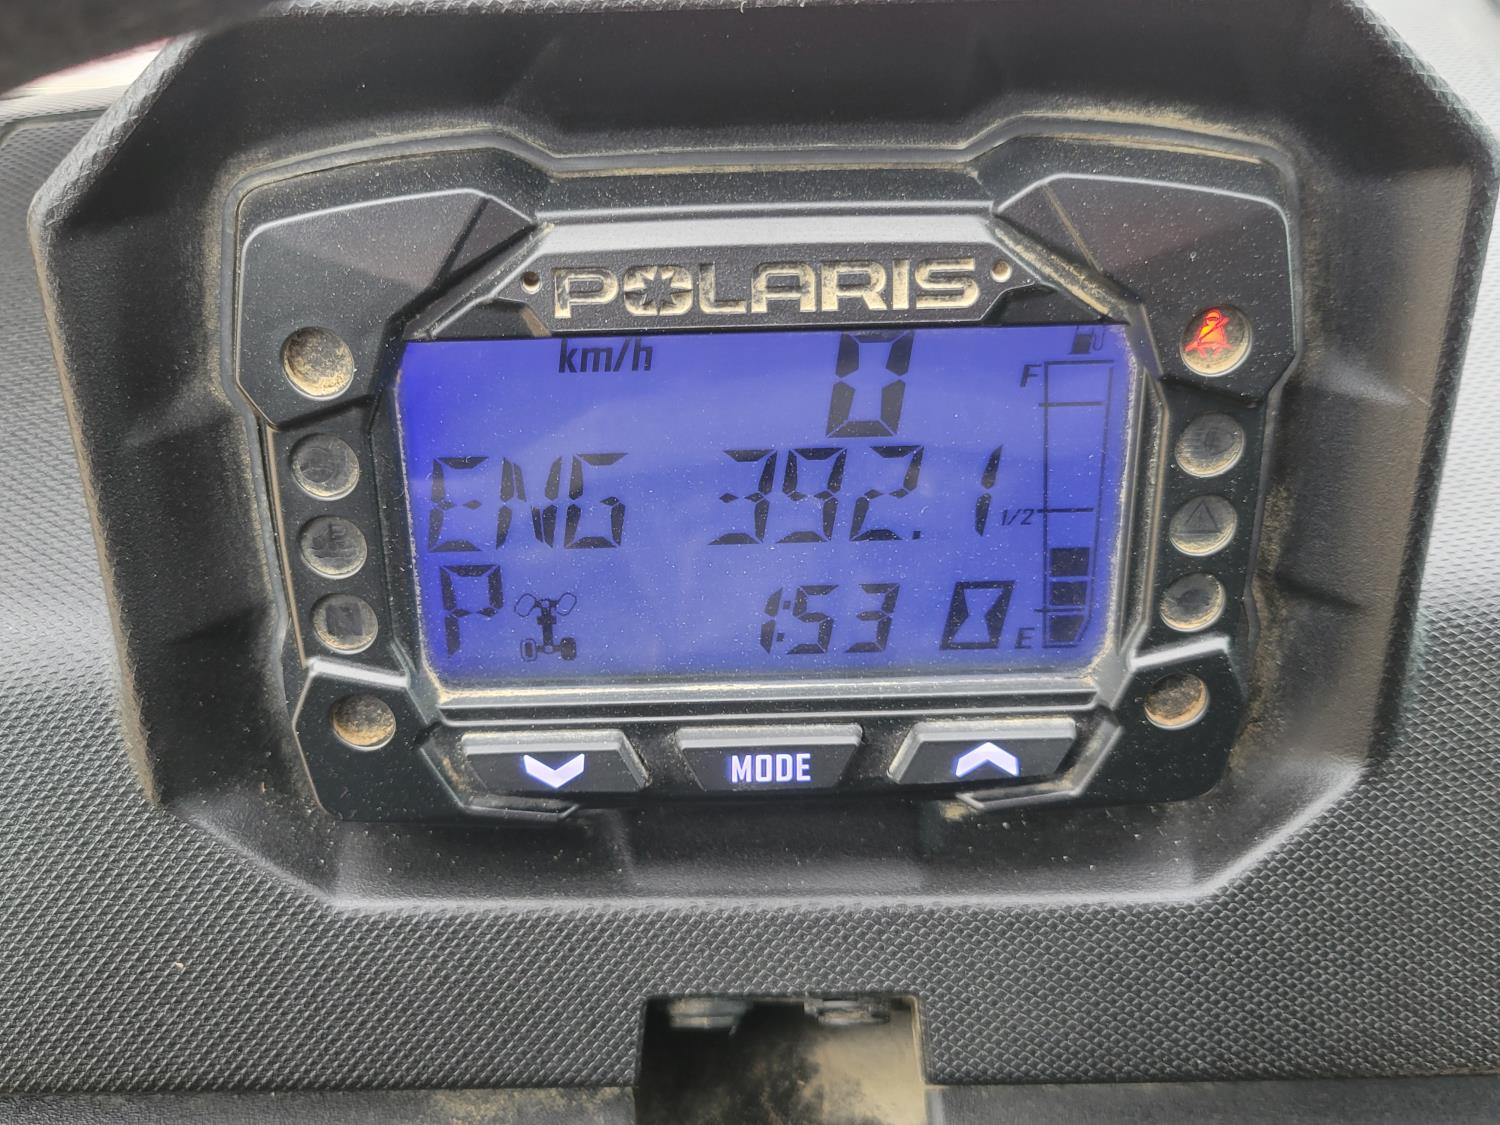 POLARIS
km/h 0
F
ENG 392.1
1/2
P 1:53
E
MODE